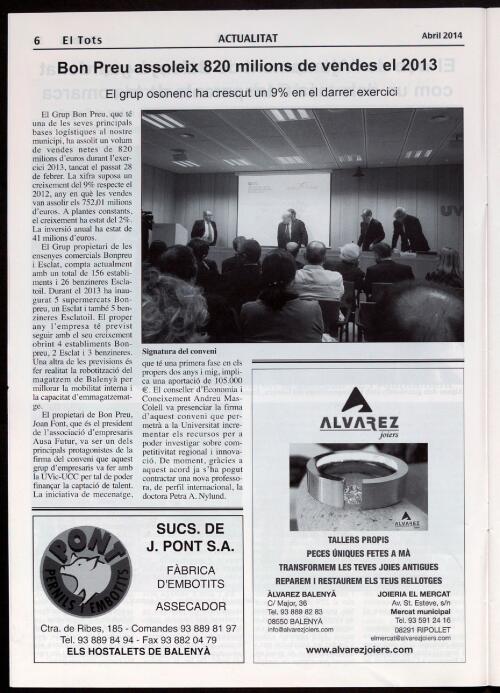 6
El Tots
ACTUALITAT
Abril 2014
Bon Preu assoleix 820 milions de vendes el 2013
El grup osonenc ha crescut un 9% en el darrer exercici
El Grup Bon Preu, que té
una de les seves principals
bases logístiques al nostre
municipi, ha assolit un volum
de vendes netes de 820
milions d'euros durant l'exer-
cici 2013, tancat el passat 28
de febrer. La xifra suposa un
creixement del 9% respecte el
2012, any en què les vendes
van assolir els 752,01 milions
d'euros. A plantes constants,
el creixement ha estat del 2%.
La inversió anual ha estat de
41 milions d'euros.
El Grup propietari de les
ensenyes comercials Bonpreu
i Esclat, compta actualment
amb un total de 156 establi-
ments i 26 benzineres Escla-
toil. Durant el 2013 ha inau-
gurat 5 supermercats Bon-
preu, un Esclat i també 5 ben-
zineres Esclatoil. El proper
any l'empresa té previst
seguir amb el seu creixement
obrint 4 establiments Bon-
preu, 2 Esclat i 3 benzineres.
Una altra de les previsions és
fer realitat la robotització del
magatzem de Balenyà per
millorar la mobilitat interna i
la capacitat d'emmagatzemat-
ge.
El propietari de Bon Preu,
Joan Font, que és el president
de l'associació d'empresaris
Ausa Futur, va ser un dels
principals protagonistes de la
firma del conveni que aquest
grup d'empresaris va fer amb
la UVic-UCC per tal de poder
finançar la captació de talent.
La iniciativa de mecenatge,
Signatura del conveni
que té una primera fase en els
propers dos anys i mig, impli-
ca una aportació de 105.000
€. El conseller d'Economia i
Coneixement Andreu Mas-
Colell va presenciar la firma
d'aquest conveni que per-
metrà a la Universitat incre-
mentar els recursos per a
poder investigar sobre com-
petitivitat regional i innova-
ció. De moment, gràcies a
aquest acord ja s'ha pogut
contractar una nova professo-
ra, de perfil internacional, la
doctora Petra A. Nylund.
PONT
PERNILS I EMBOTITS
SUCS. DE
J. PONT S.A.
FÀBRICA
D'EMBOTITS
ASSECADOR
Ctra. de Ribes, 185 - Comandes 93 889 81 97
Tel. 93 889 84 94 - Fax 93 882 04 79
ELS HOSTALETS DE BALENYÀ
ALVAREZ
joiers
ALVAREZ
TALLERS PROPIS
PECES ÚNIQUES FETES A MÀ
TRANSFORMEM LES TEVES JOIES ANTIGUES
REPAREM I RESTAUREM ELS TEUS RELLOTGES
ÀLVAREZ BALENYÀ
C/ Major, 36
Tel. 93 889 82 83
08550 BALENYÀ
info@alvarezjoiers.com
JOIERIA EL MERCAT
Av. St. Esteve, s/n
Mercat municipal
Tel. 93 591 24 16
08291 RIPOLLET
elmercat@alvarezjoiers.com
www.alvarezjoiers.com